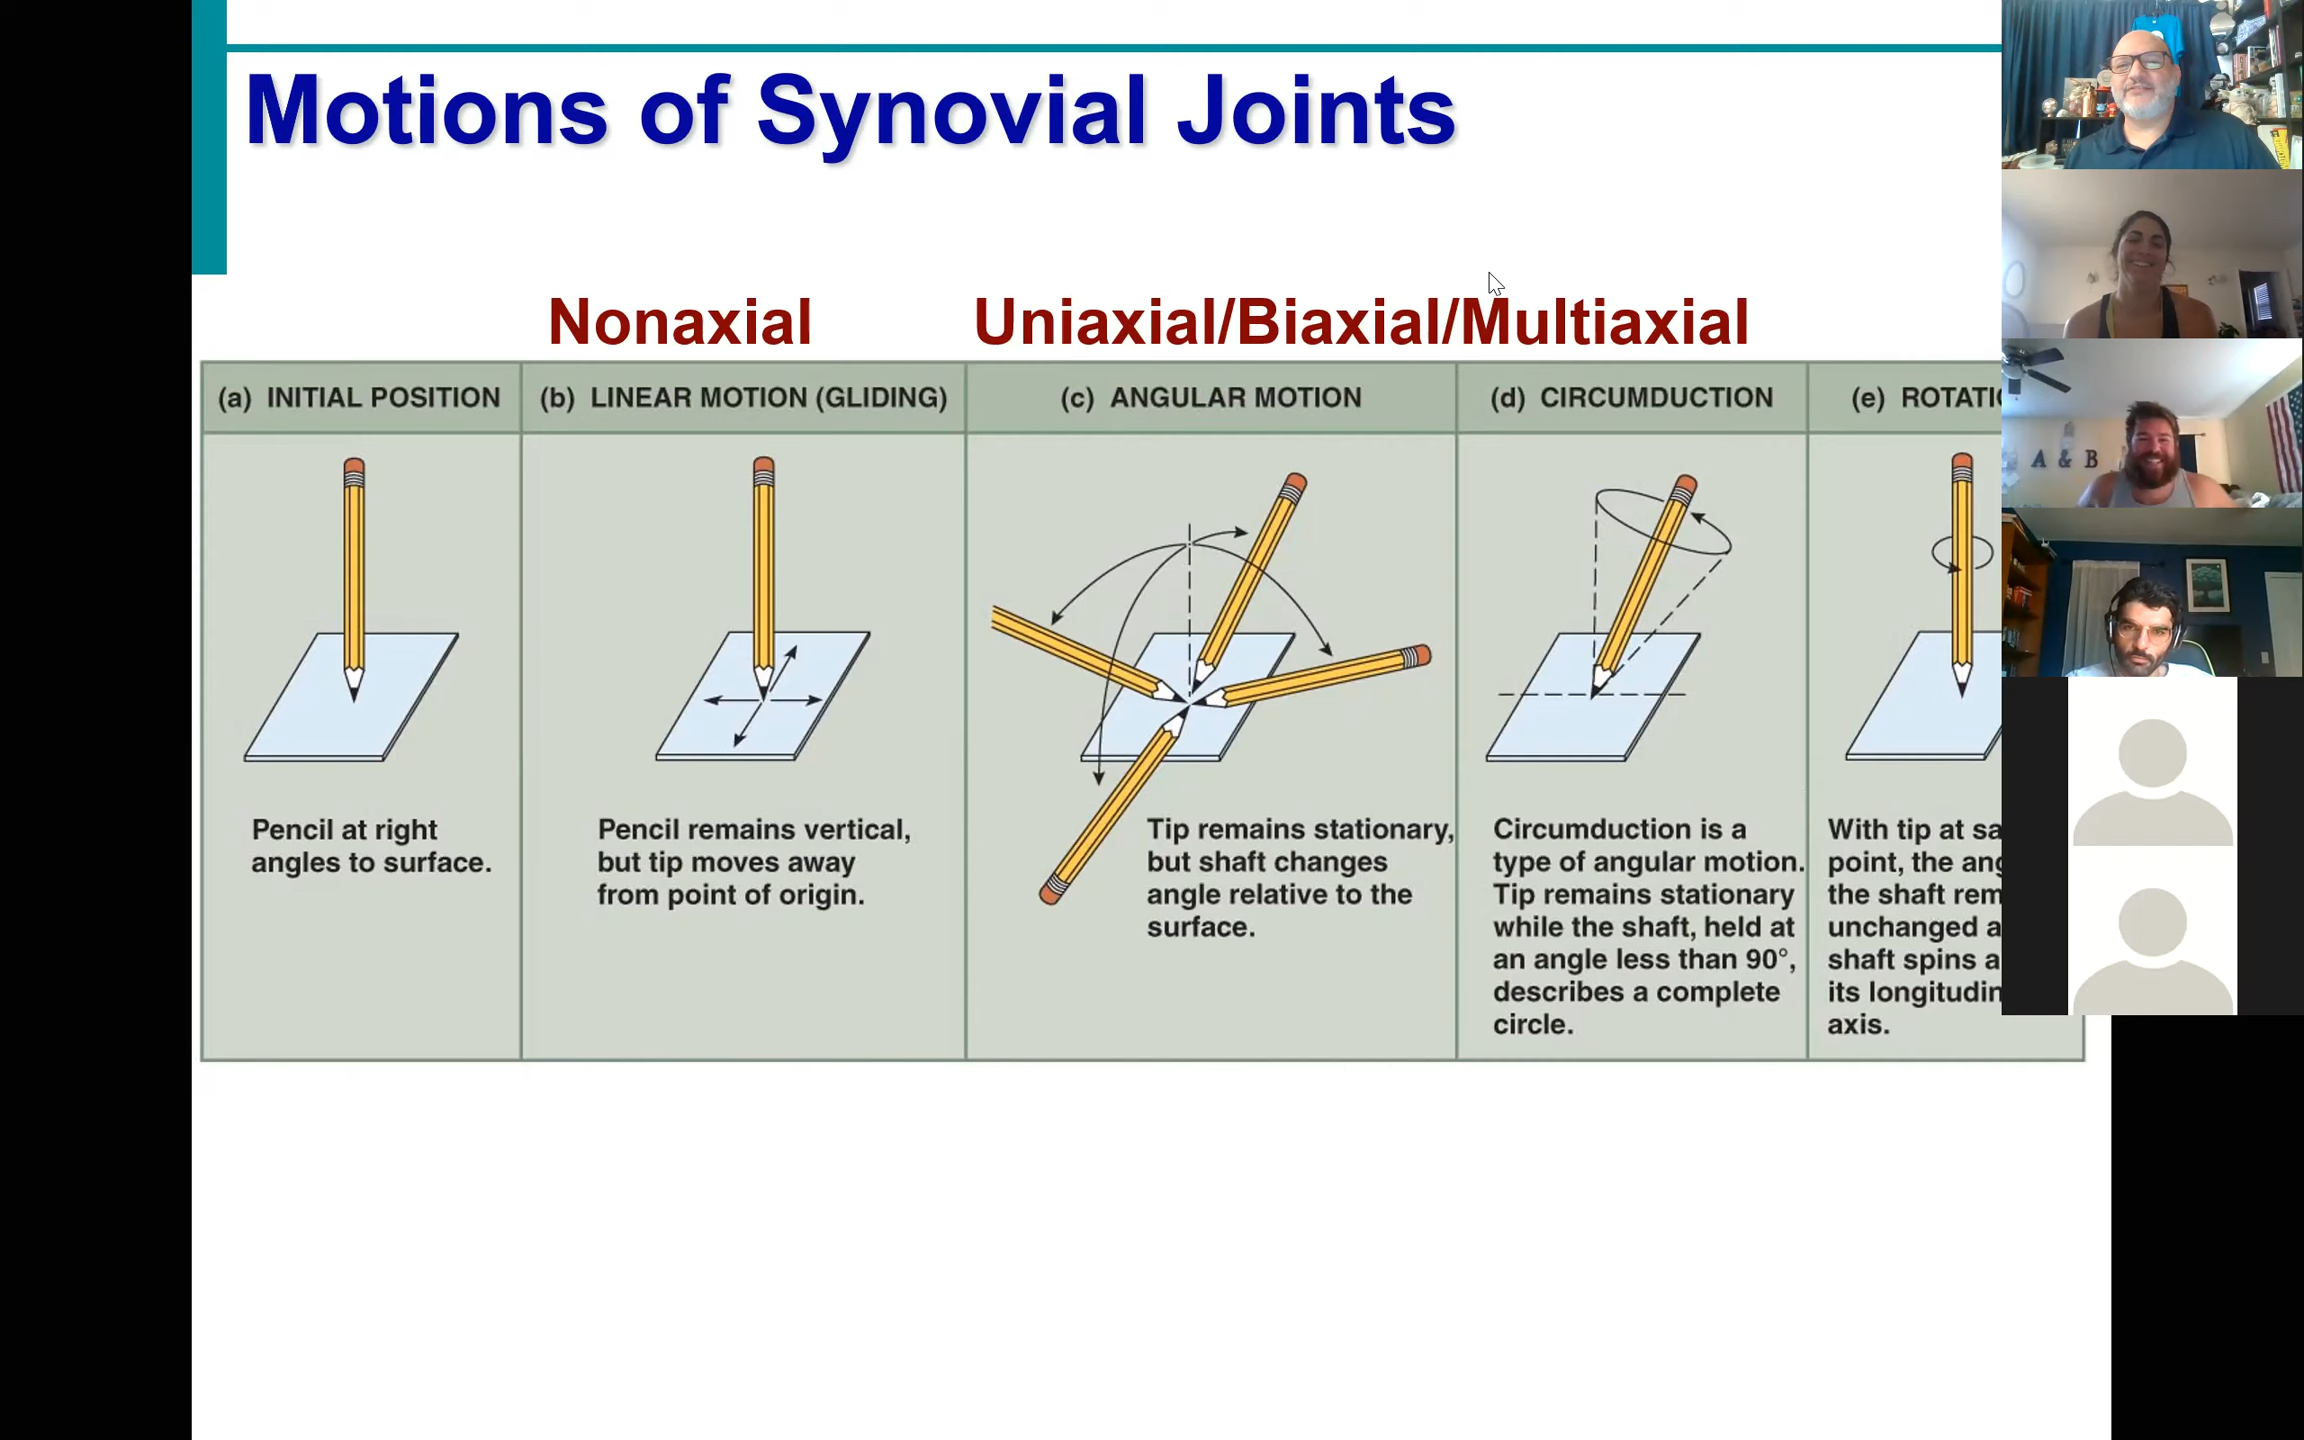 Motions of Synovial Joints
Nonaxial
Uniaxial/Biaxial/Multiaxial
(a) INITIAL POSITION
(b) LINEAR MOTION (GLIDING)
(c) ANGULAR MOTION
(d) CIRCUMDUCTION
(e) ROTATI
Pencil at right
angles to surface.
Pencil remains vertical,
but tip moves away
from point of origin.
Tip remains stationary,
but shaft changes
angle relative to the
surface.
Circumduction is a
type of angular motion.
Tip remains stationary
while the shaft, held at
an angle less than 90°,
describes a complete
circle.
With tip at sa
point, the ang
the shaft rem
unchanged a
shaft spins a
its longitudin
axis.
A & B